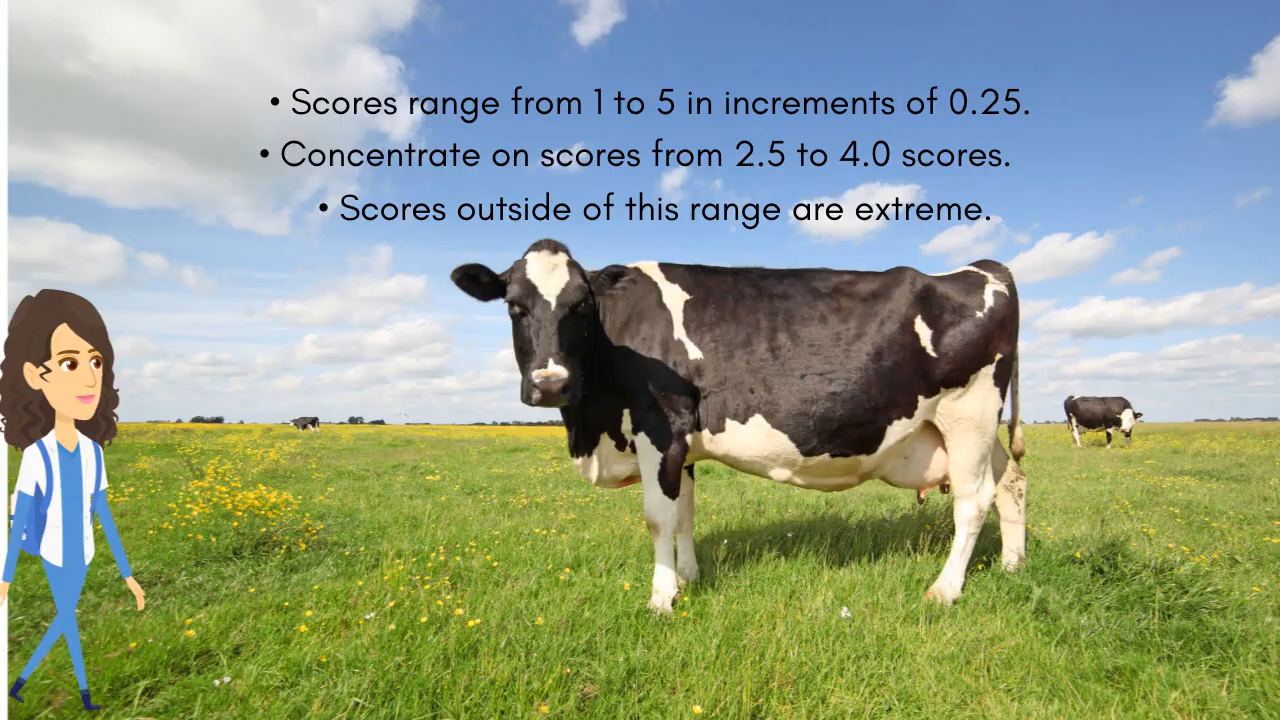 • Scores range from 1 to 5 in increments of 0.25.
• Concentrate on scores from 2.5 to 4.0 scores.
• Scores outside of this range are extreme.